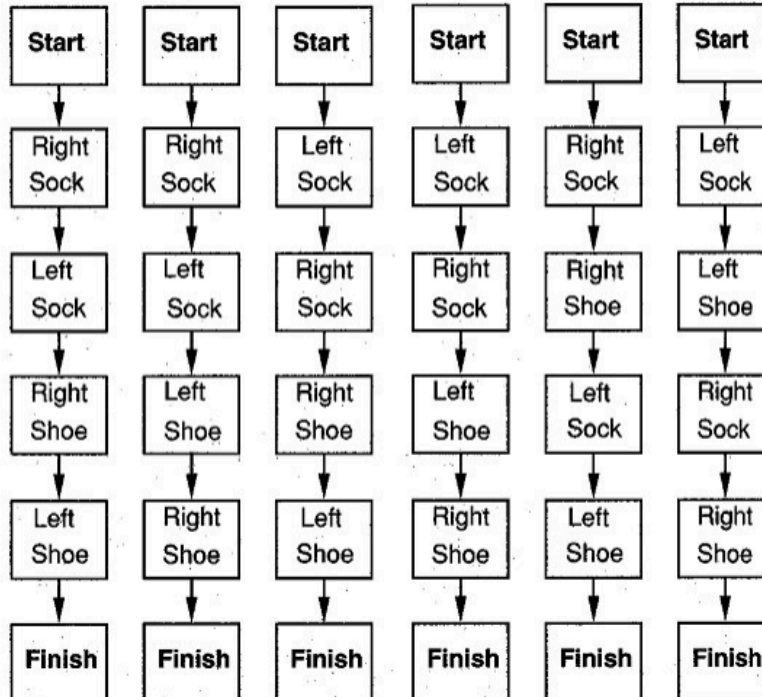 Start Start Start Start Start Start
Right Right Left Left Right Left
Sock Sock Sock Sock Sock Sock
Left Left Right Right Right Left
Sock Sock Sock Sock Shoe Shoe
Right Left Right Left Left Right
Shoe Shoe Shoe Shoe Sock Sock
Left Right Left Right Left Right
Shoe Shoe Shoe Shoe Shoe Shoe
Finish Finish Finish Finish Finish Finish